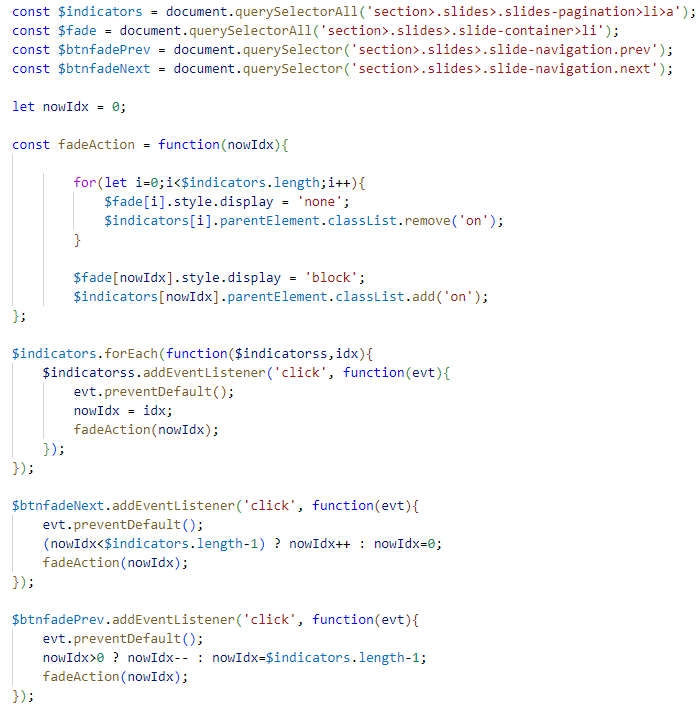 const $indicators = document.querySelectorAll('section>.slides>.slides-pagination>li>a');
const $fade = document.querySelectorAll('section>.slides>.slide-container>li');
const $btnfadePrev = document.querySelector('section>.slides>.slide-navigation.prev');
const $btnfadeNext = document.querySelector('section>.slides>.slide-navigation.next');
let nowIdx = 0;
const fadeAction = function(nowIdx){
for(let i=0;i<$indicators.length;i++){
$fade[i].style.display = 'none';
$indicators[i].parentElement.classList.remove('on');
}
$fade[nowIdx].style.display = 'block';
$indicators[nowIdx].parentElement.classList.add('on');
};
$indicators.forEach(function($indicatorss,idx){
$indicatorss.addEventListener('click', function(evt){
evt.preventDefault();
nowIdx = idx;
fadeAction(nowIdx);
});
});
$btnfadeNext.addEventListener('click', function(evt){
evt.preventDefault();
(nowIdx<$indicators.length-1) ? nowIdx++ : nowIdx=0;
fadeAction(nowIdx);
});
$btnfadePrev.addEventListener('click', function(evt){
evt.preventDefault();
nowIdx>0 ? nowIdx-- : nowIdx=$indicators.length-1;
fadeAction(nowIdx);
});